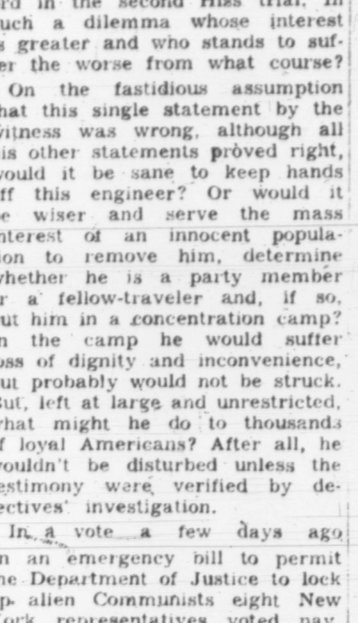 rd in the second Hiss trial. In
uch a dilemma whose interest
s greater and who stands to suf-
er the worse from what course?
On the fastidious assumption
hat this single statement by the
vitness was wrong, although all
is other statements proved right,
vould it be sane to keep hands
ff this engineer? Or would it
e wiser and serve the mass
nterest of an innocent popula-
ion to remove him, determine
whether he is a party member
r a fellow-traveler and, if so,
ut him in a concentration camp?
n the camp he would suffer
oss of dignity and inconvenience,
ut probably would not be struck.
But, left at large and unrestricted,
what might he do to thousands
f loyal Americans? After all, he
vouldn't be disturbed unless the
estimony were verified by de-
ectives' investigation.
In a vote a few days ago
n an emergency bill to permit
he Department of Justice to lock
p alien Communists eight New
York representatives voted nay.